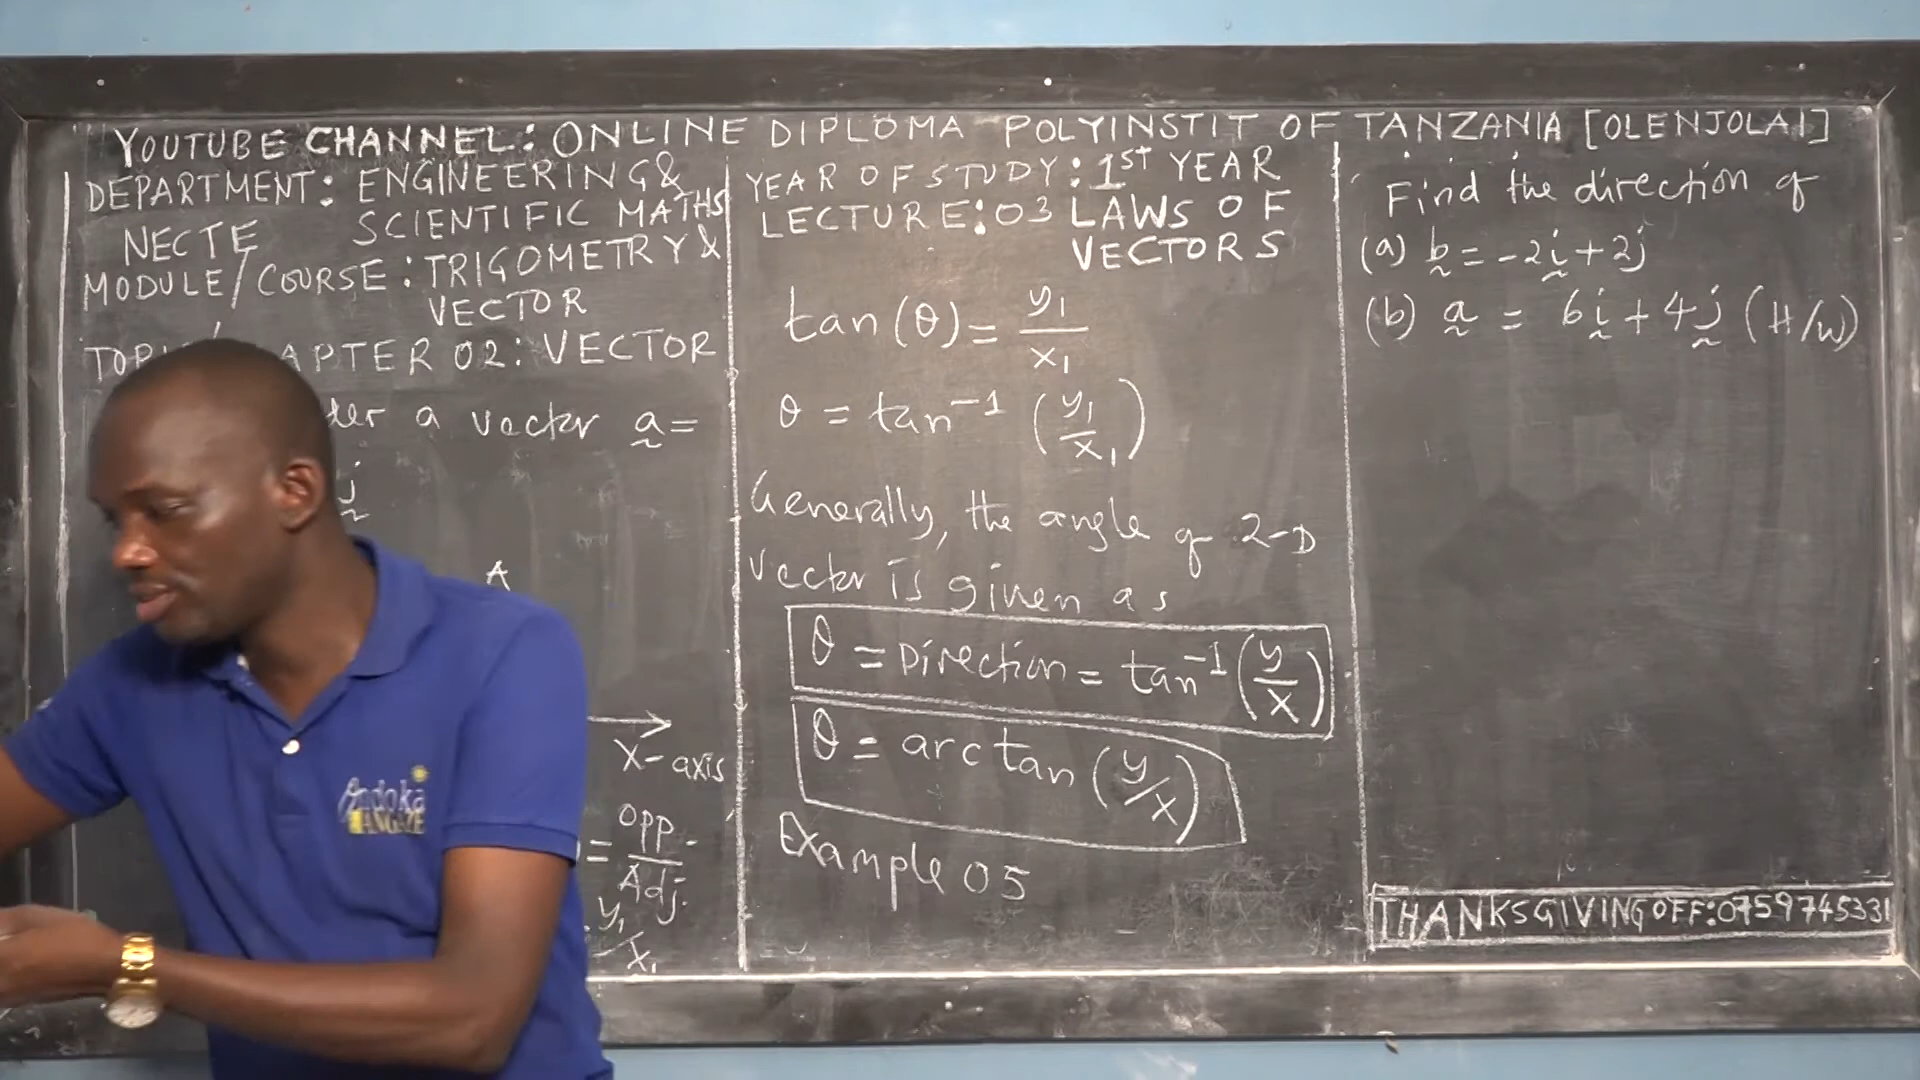 YOUTUBE CHANNEL: ONLINE DIPLOMA POLYINSTIT OF TANZANIA [OLENJOLAI]
DEPARTMENT: ENGINEERING &
SCIENTIFIC MATHS
NECTE
MODULE/COURSE: TRIGOMETRY &
VECTOR
CHAPTER 02: VECTOR
a vector a =
j
A
X-axis
= Opp.
Adj.
y₁
x₁
YEAR OF STUDY: 1ST YEAR
LECTURE: 03 LAWS OF
VECTORS
tan (θ) = y₁/x₁
θ = tan⁻¹ (y₁/x₁)
Generally, the angle of 2-D
vector is given as
θ = Direction = tan⁻¹ (y/x)
θ = arctan (y/x)
Example 05
Find the direction of
(a) b = -2i + 2j
(b) a = 6i + 4j (H/W)
THANKSGIVING OFF: 0759745331
Indoka